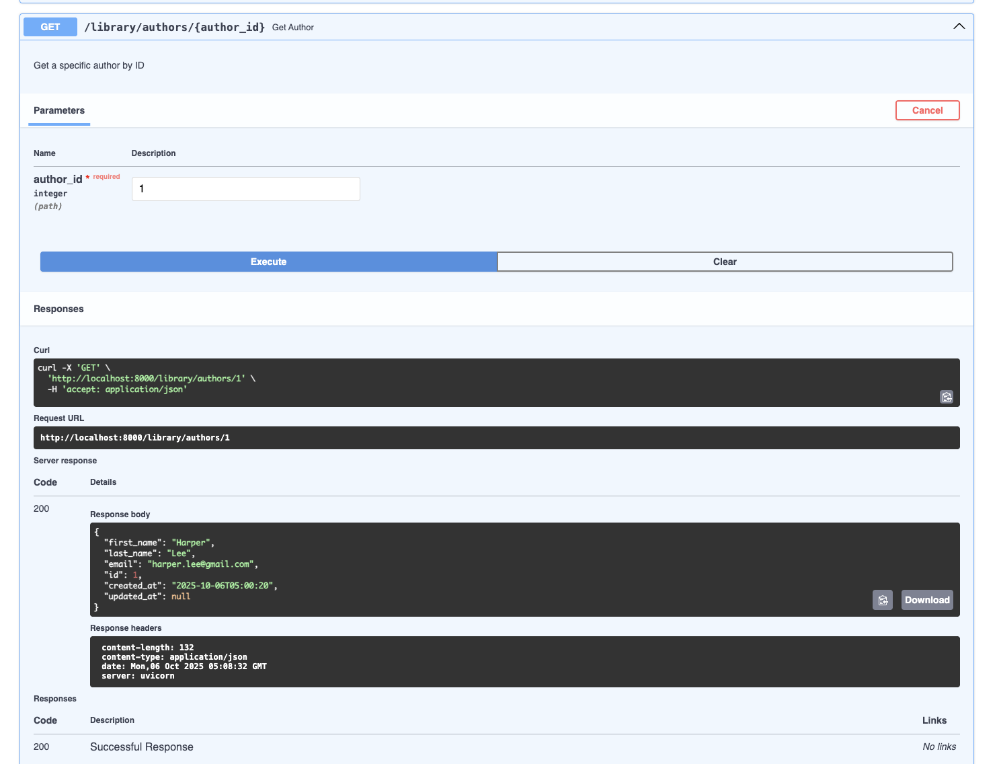 GET /library/authors/{author_id} Get Author
Get a specific author by ID
Parameters
Cancel
Name Description
author_id * required
integer
(path)
1
Execute Clear
Responses
Curl
curl -X 'GET' \
  'http://localhost:8000/library/authors/1' \
  -H 'accept: application/json'
Request URL
http://localhost:8000/library/authors/1
Server response
Code Details
200
Response body
{
  "first_name": "Harper",
  "last_name": "Lee",
  "email": "harper.lee@gmail.com",
  "id": 1,
  "created_at": "2025-10-06T05:00:20",
  "updated_at": null
}
Download
Response headers
content-length: 132
content-type: application/json
date: Mon,06 Oct 2025 05:08:32 GMT
server: uvicorn
Responses
Code Description Links
200 Successful Response No links